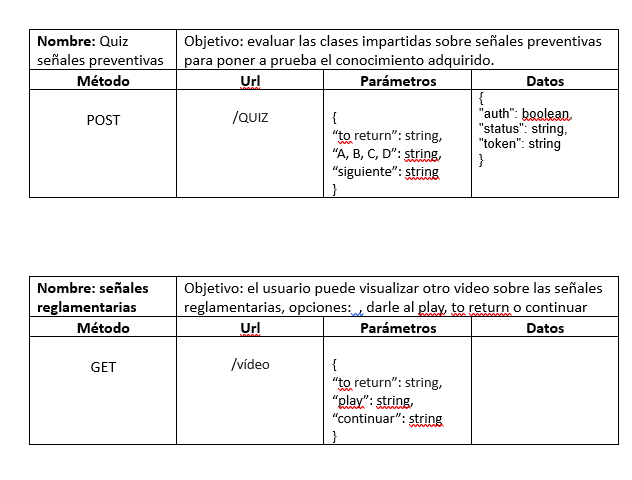 Nombre: Quiz
señales preventivas
Objetivo: evaluar las clases impartidas sobre señales preventivas
para poner a prueba el conocimiento adquirido.
Método Url Parámetros Datos
POST
/QUIZ
{
“to return”: string,
“A, B, C, D”: string,
“siguiente”: string
}
{
"auth": boolean,
"status": string,
"token": string
}
Nombre: señales
reglamentarias
Objetivo: el usuario puede visualizar otro video sobre las señales
reglamentarias, opciones: , darle al play, to return o continuar
Método Url Parámetros Datos
GET
/vídeo
{
“to return”: string,
“play”: string,
“continuar”: string
}